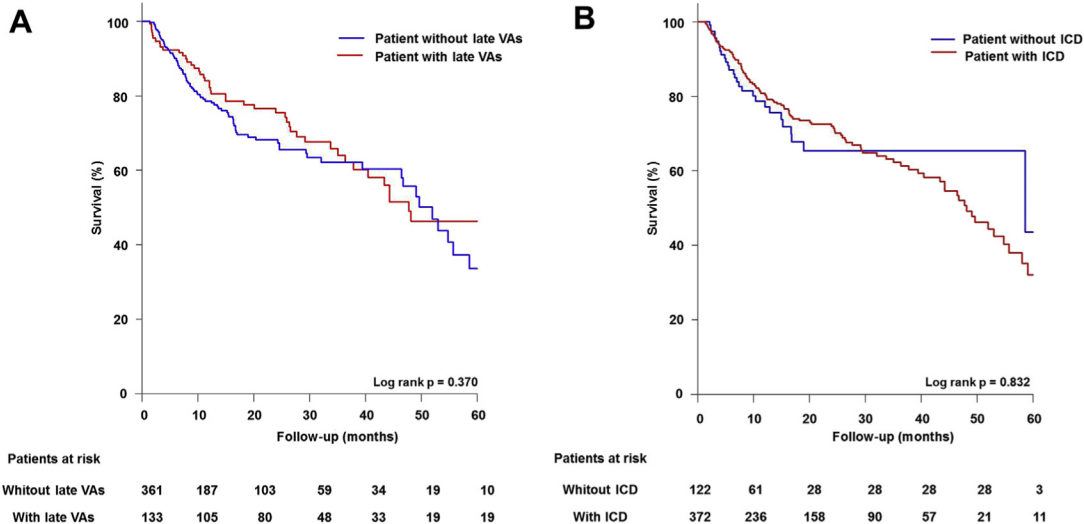 A
Patient without late VAs
Patient with late VAs
100
80
60
40
20
0
Survival (%)
Log rank p = 0.370
0 10 20 30 40 50 60
Follow-up (months)
Patients at risk
Whitout late VAs 361 187 103 59 34 19 10
With late VAs 133 105 80 48 33 19 19
B
Patient without ICD
Patient with ICD
100
80
60
40
20
0
Survival (%)
Log rank p = 0.832
0 10 20 30 40 50 60
Follow-up (months)
Patients at risk
Whitout ICD 122 61 28 28 28 28 3
With ICD 372 236 158 90 57 21 11